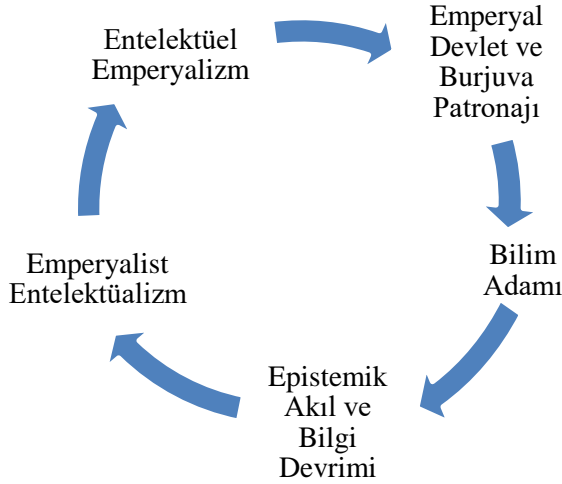 Entelektüel
Emperyalizm
Emperyal
Devlet ve
Burjuva
Patronajı
Bilim
Adamı
Epistemik
Akıl ve
Bilgi
Devrimi
Emperyalist
Entelektüalizm